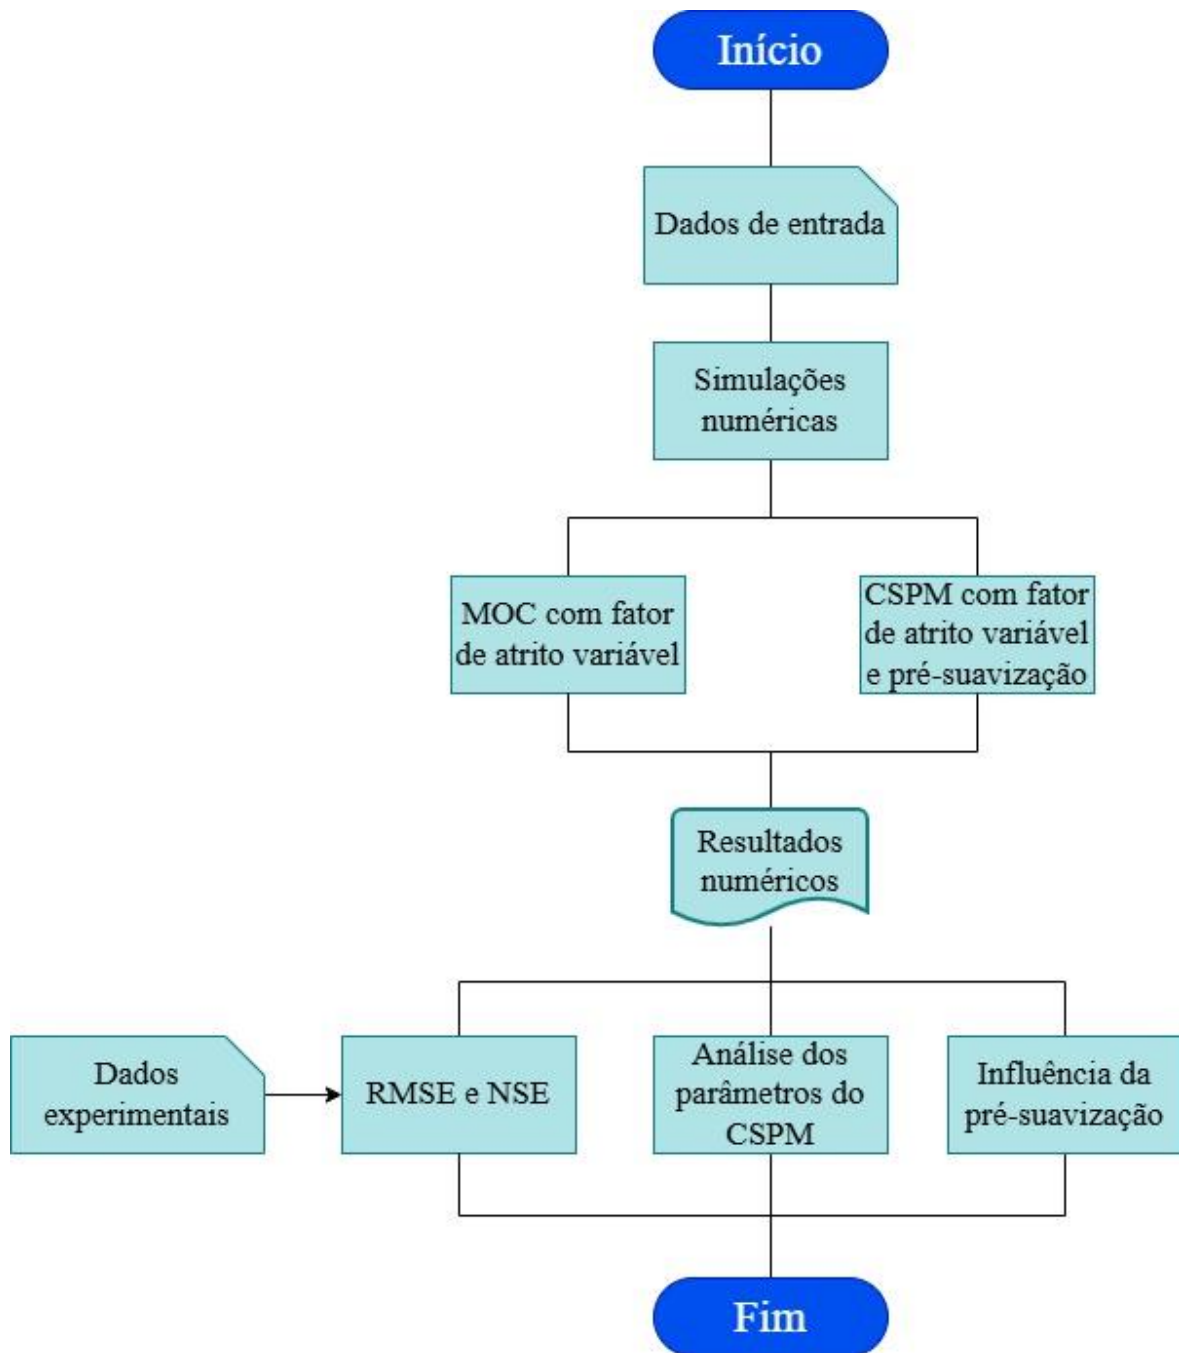 Início
Dados de entrada
Simulações
numéricas
MOC com fator
de atrito variável
CSPM com fator
de atrito variável
e pré-suavização
Resultados
numéricos
Dados
experimentais
RMSE e NSE
Análise dos
parâmetros do
CSPM
Influência da
pré-suavização
Fim